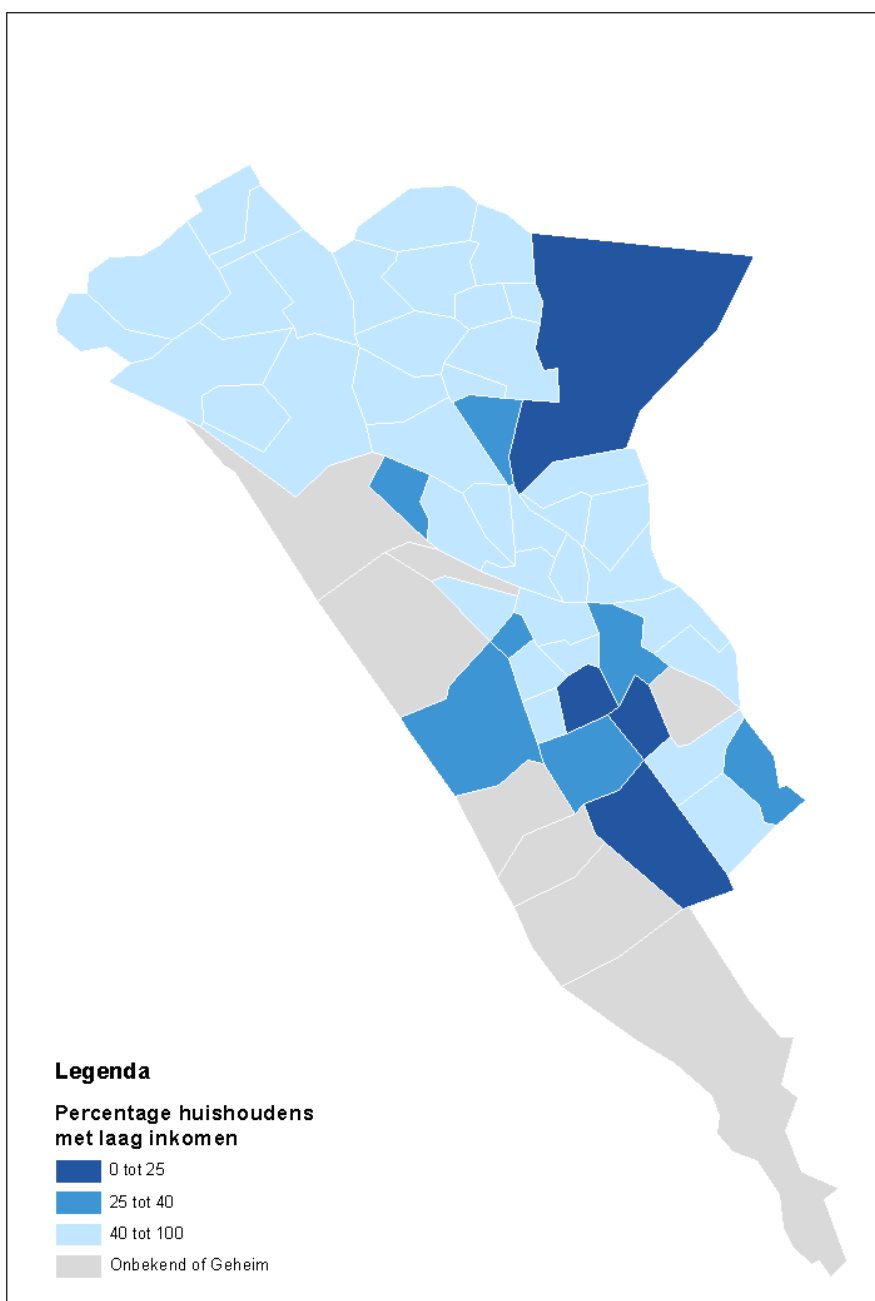 Legenda
Percentage huishoudens
met laag inkomen
0 tot 25
25 tot 40
40 tot 100
Onbekend of Geheim